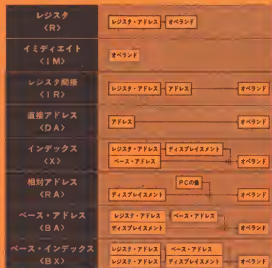 レジスタ
〈R〉
レジスタ・アドレス
オペランド
イミディエイト
〈IM〉
オペランド
レジスタ間接
〈IR〉
レジスタ・アドレス
アドレス
オペランド
直接アドレス
〈DA〉
アドレス
オペランド
インデックス
〈X〉
レジスタ・アドレス
ディスプレイスメント
ベース・アドレス
オペランド
相対アドレス
〈RA〉
PCの値
ディスプレイスメント
オペランド
ベース・アドレス
〈BA〉
レジスタ・アドレス
ベース・アドレス
ディスプレイスメント
オペランド
ベース・インデックス
〈BX〉
レジスタ・アドレス
ベース・アドレス
レジスタ・アドレス
ディスプレイスメント
オペランド